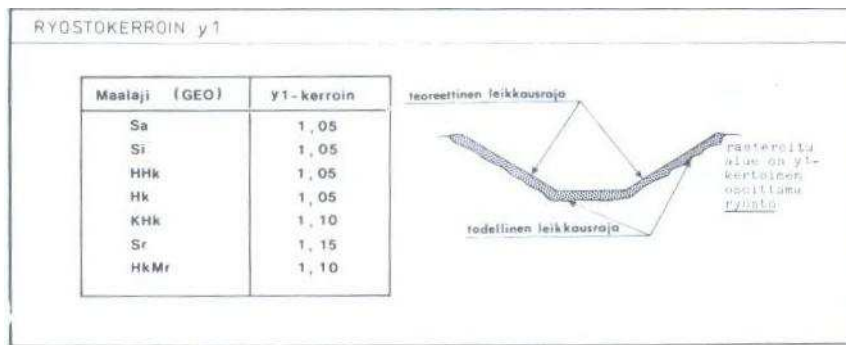 RYOSTOKERROIN y1
Maalaji (GEO) y1-kerroin
Sa 1,05
Si 1,05
HHk 1,05
Hk 1,05
KHk 1,10
Sr 1,15
HkMr 1,10
teoreettinen leikkausraja
todellinen leikkausraja
rasteroitu
alue on y1-
kertoimen
osoittama
ryöstö